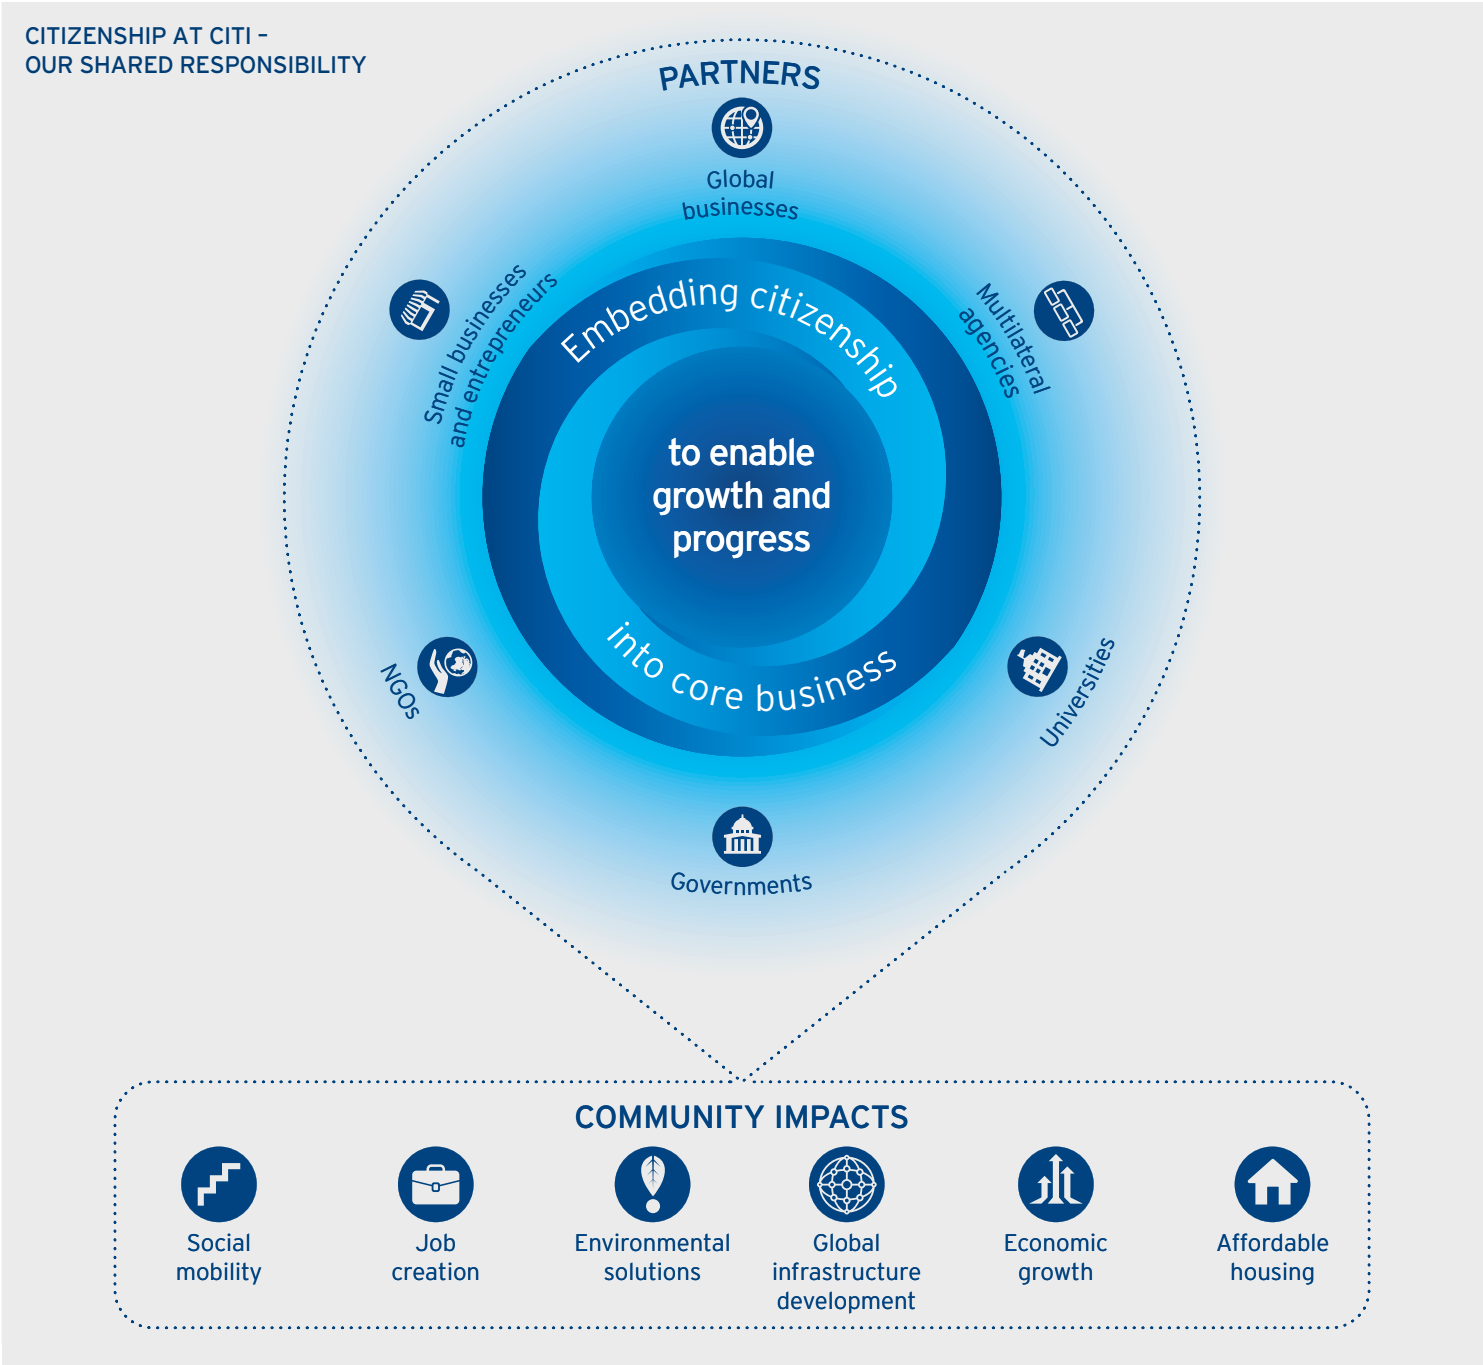 CITIZENSHIP AT CITI –
OUR SHARED RESPONSIBILITY
PARTNERS
Global
businesses
Small businesses
and entrepreneurs
Multilateral
agencies
Embedding citizenship
to enable
growth and
progress
into core business
NGOs
Universities
Governments
COMMUNITY IMPACTS
Social
mobility
Job
creation
Environmental
solutions
Global
infrastructure
development
Economic
growth
Affordable
housing